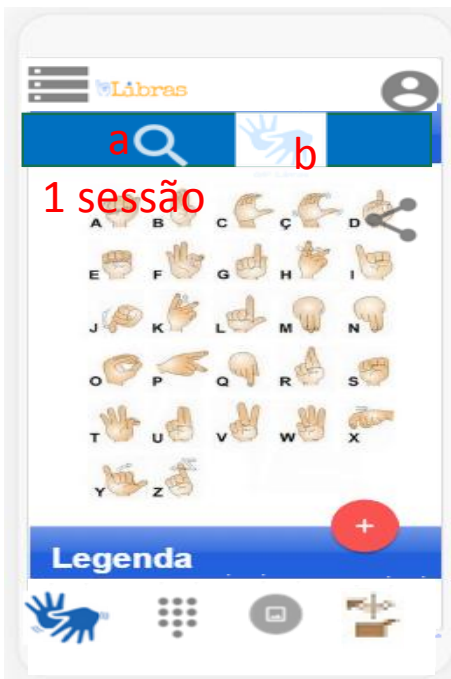 Libras
a b
1 sessão
A B C Ç D
E F G H I
J K L M N
O P Q R S
T U V W X
Y Z
+
Legenda